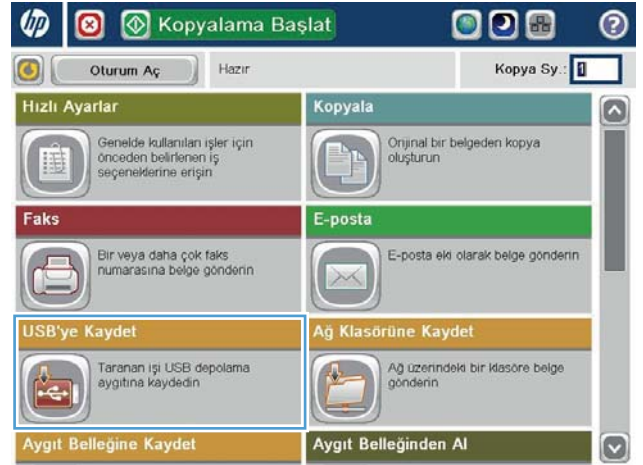 hp Kopyalama Başlat ?
Oturum Aç Hazır Kopya Sy.: 1
Hızlı Ayarlar
Genelde kullanılan işler için
önceden belirlenen iş
seçeneklerine erişin
Kopyala
Orijinal bir belgeden kopya
oluşturun
Faks
Bir veya daha çok faks
numarasına belge gönderin
E-posta
E-posta eki olarak belge gönderin
USB'ye Kaydet
Taranan işi USB depolama
aygıtına kaydedin
Ağ Klasörüne Kaydet
Ağ üzerindeki bir klasöre belge
gönderin
Aygıt Belleğine Kaydet
Aygıt Belleğinden Al